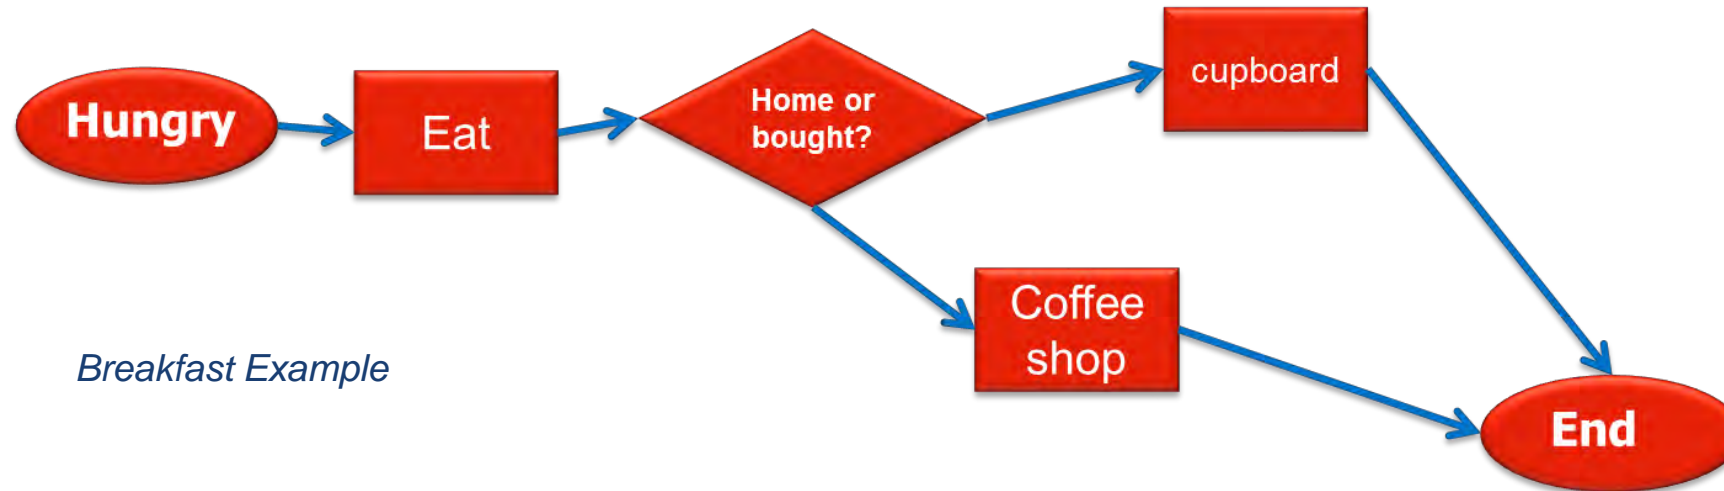 Hungry
Eat
Home or
bought?
cupboard
Coffee
shop
End
Breakfast Example